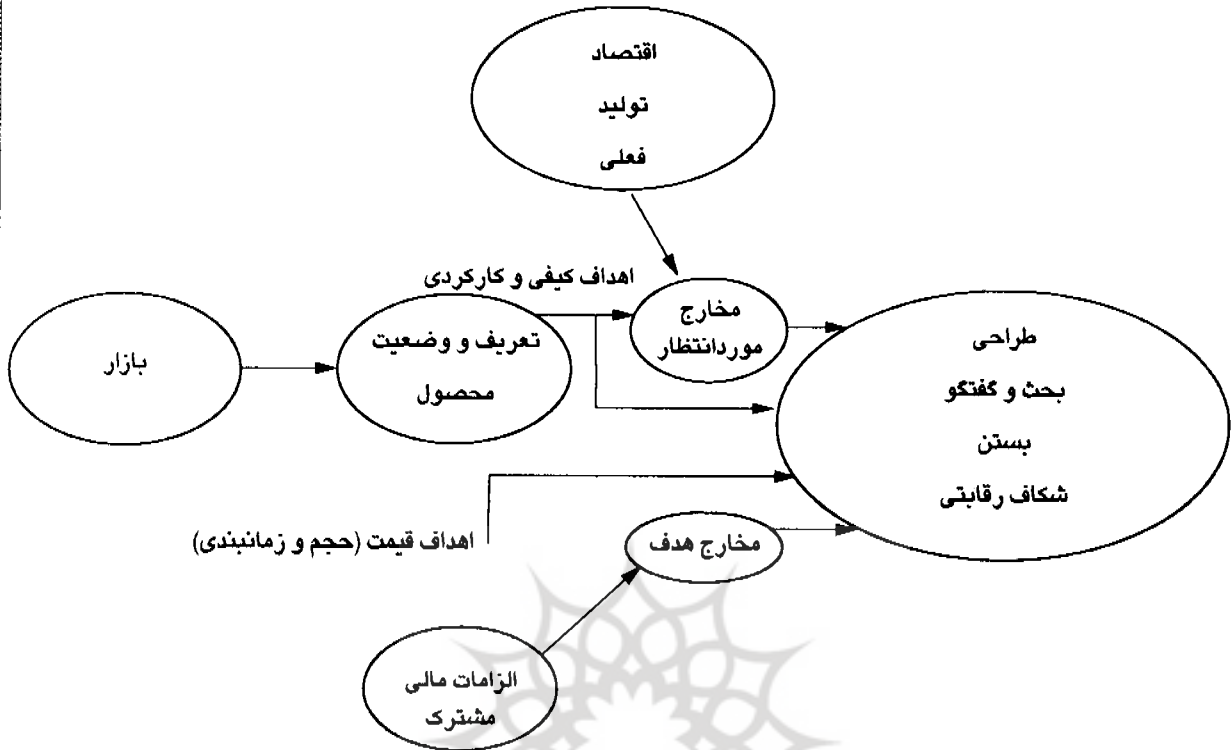 اقتصاد
تولید
فعلی
اهداف کیفی و کارکردی
بازار
تعریف و وضعیت
محصول
مخارج
موردانتظار
طراحی
بحث و گفتگو
بستن
شکاف رقابتی
اهداف قیمت (حجم و زمانبندی)
مخارج هدف
الزامات مالی
مشترک